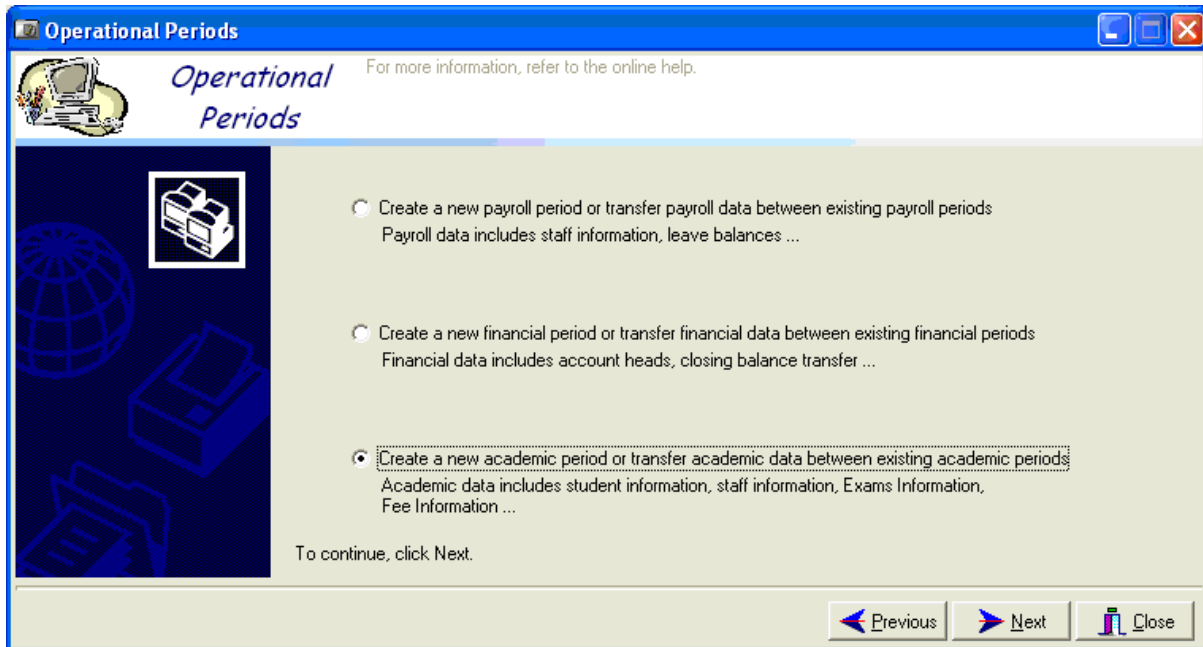 Operational Periods
Operational
Periods
For more information, refer to the online help.
Create a new payroll period or transfer payroll data between existing payroll periods
Payroll data includes staff information, leave balances ...
Create a new financial period or transfer financial data between existing financial periods
Financial data includes account heads, closing balance transfer ...
Create a new academic period or transfer academic data between existing academic periods
Academic data includes student information, staff information, Exams Information,
Fee Information ...
To continue, click Next.
Previous
Next
Close